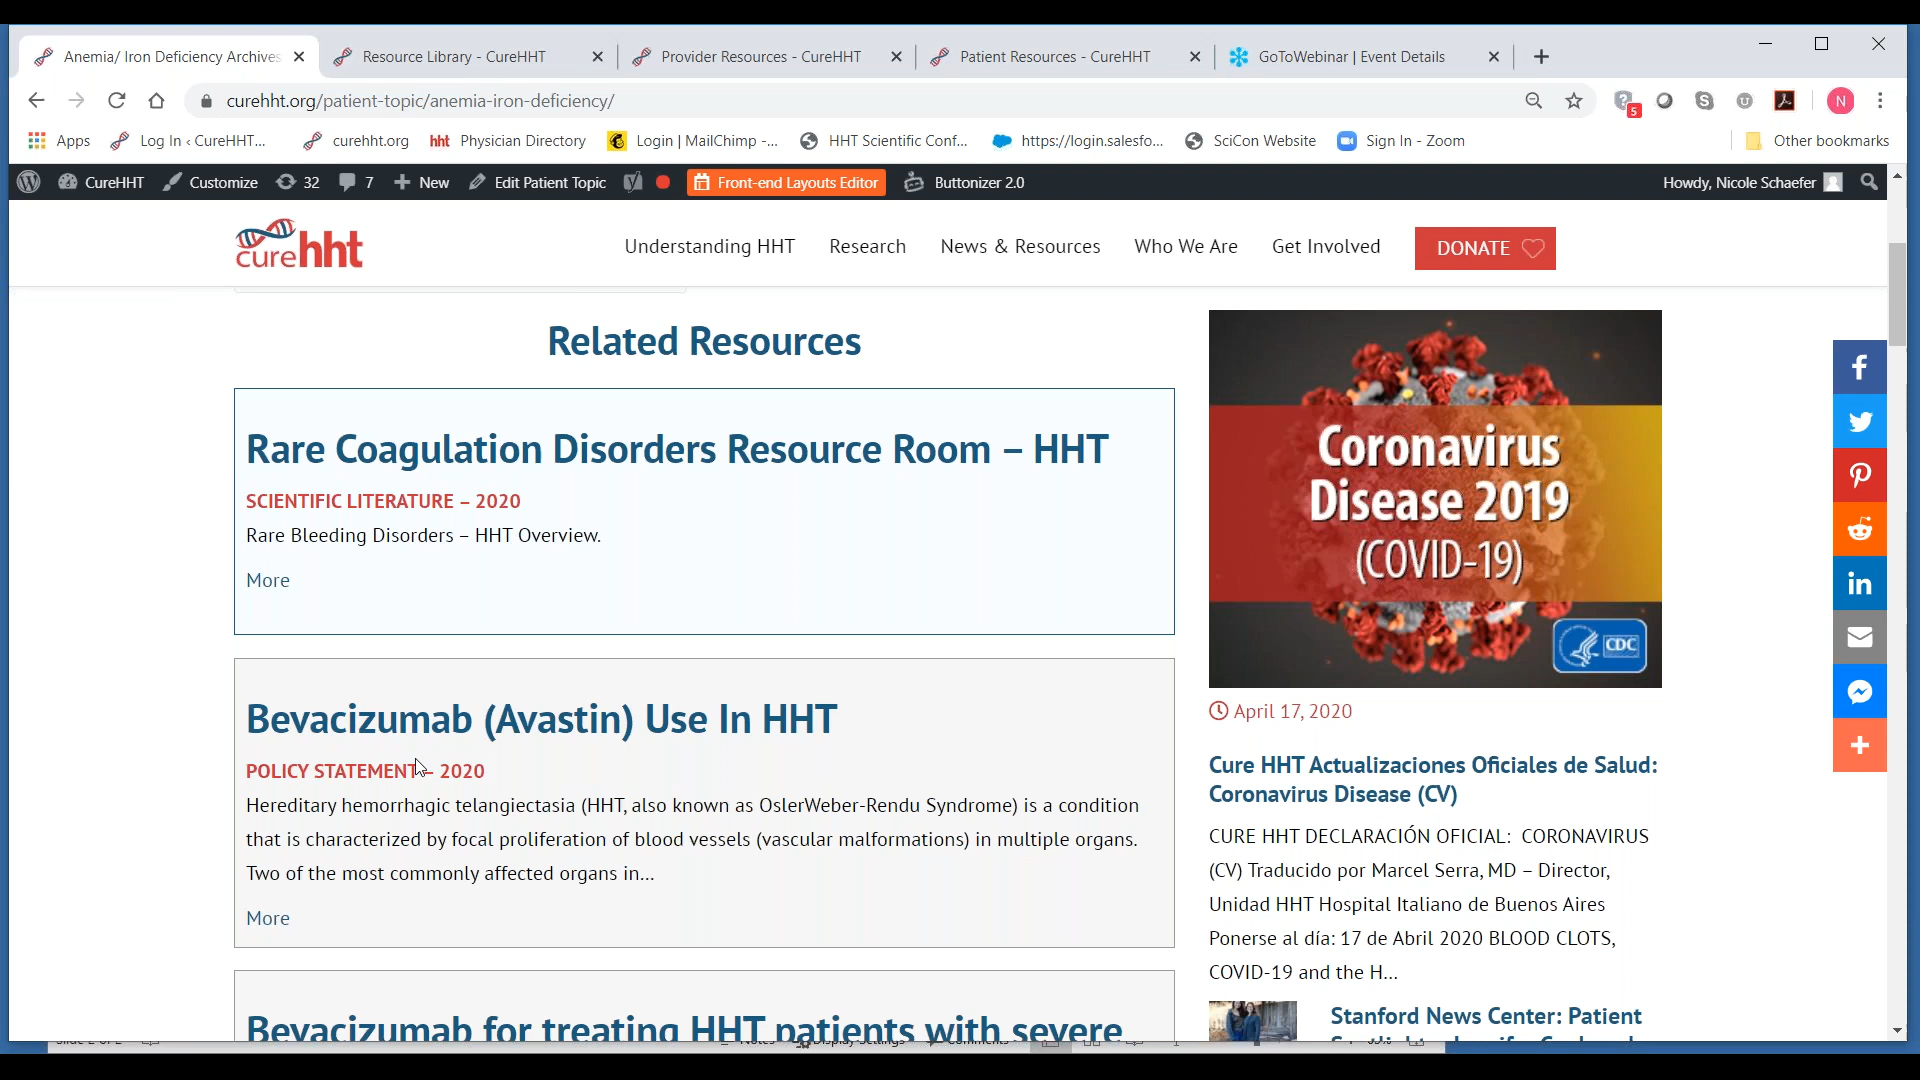 Anemia/ Iron Deficiency Archives
Resource Library - CureHHT
Provider Resources - CureHHT
Patient Resources - CureHHT
GoToWebinar | Event Details
curehht.org/patient-topic/anemia-iron-deficiency/
5
N
Apps
Log In ‹ CureHHT...
curehht.org
hht Physician Directory
Login | MailChimp -...
HHT Scientific Conf...
https://login.salesfo...
SciCon Website
Sign In - Zoom
Other bookmarks
CureHHT
Customize
32
7
New
Edit Patient Topic
Front-end Layouts Editor
Buttonizer 2.0
Howdy, Nicole Schaefer
curehht
Understanding HHT
Research
News & Resources
Who We Are
Get Involved
DONATE
Related Resources
Rare Coagulation Disorders Resource Room – HHT
SCIENTIFIC LITERATURE – 2020
Rare Bleeding Disorders – HHT Overview.
More
Bevacizumab (Avastin) Use In HHT
POLICY STATEMENT – 2020
Hereditary hemorrhagic telangiectasia (HHT, also known as OslerWeber-Rendu Syndrome) is a condition
that is characterized by focal proliferation of blood vessels (vascular malformations) in multiple organs.
Two of the most commonly affected organs in...
More
Bevacizumab for treating HHT patients with severe
Coronavirus
Disease 2019
(COVID-19)
CDC
April 17, 2020
Cure HHT Actualizaciones Oficiales de Salud:
Coronavirus Disease (CV)
CURE HHT DECLARACIÓN OFICIAL: CORONAVIRUS
(CV) Traducido por Marcel Serra, MD – Director,
Unidad HHT Hospital Italiano de Buenos Aires
Ponerse al día: 17 de Abril 2020 BLOOD CLOTS,
COVID-19 and the H...
Stanford News Center: Patient